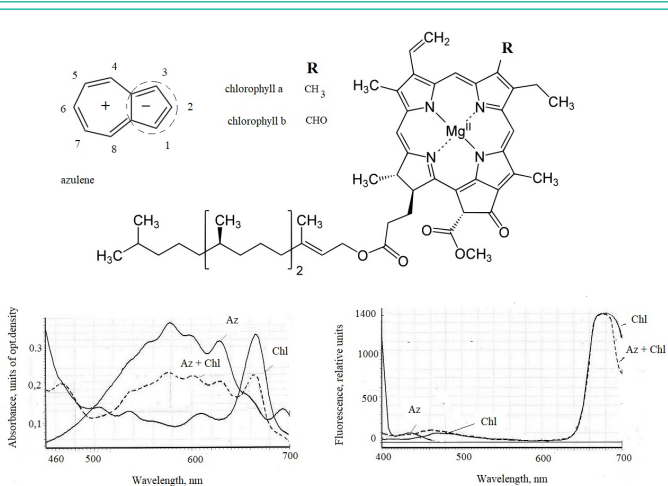 5
4
3
6
+
−
2
7
8
1
azulene
R
chlorophyll a CH3
chlorophyll b CHO
CH2
R
H3C
CH3
N
N
MgII
N
N
H3C
CH3
O
O
O
OCH3
CH3
CH3
CH3
H3C
2
O
Absorbance, units of opt.density
0.3
0,2
0,1
Az
Az + Chl
Chl
460 500 600 700
Wavelength, nm
Fluorescence, relative units
1400
1000
500
0
Az
Chl
Chl
Az + Chl
400 500 600 700
Wavelength, nm